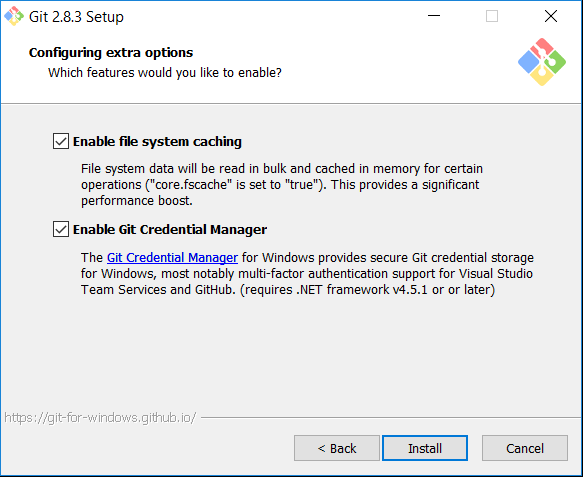 Git 2.8.3 Setup
Configuring extra options
Which features would you like to enable?
Enable file system caching
File system data will be read in bulk and cached in memory for certain
operations ("core.fscache" is set to "true"). This provides a significant
performance boost.
Enable Git Credential Manager
The Git Credential Manager for Windows provides secure Git credential storage
for Windows, most notably multi-factor authentication support for Visual Studio
Team Services and GitHub. (requires .NET framework v4.5.1 or or later)
https://git-for-windows.github.io/
< Back
Install
Cancel